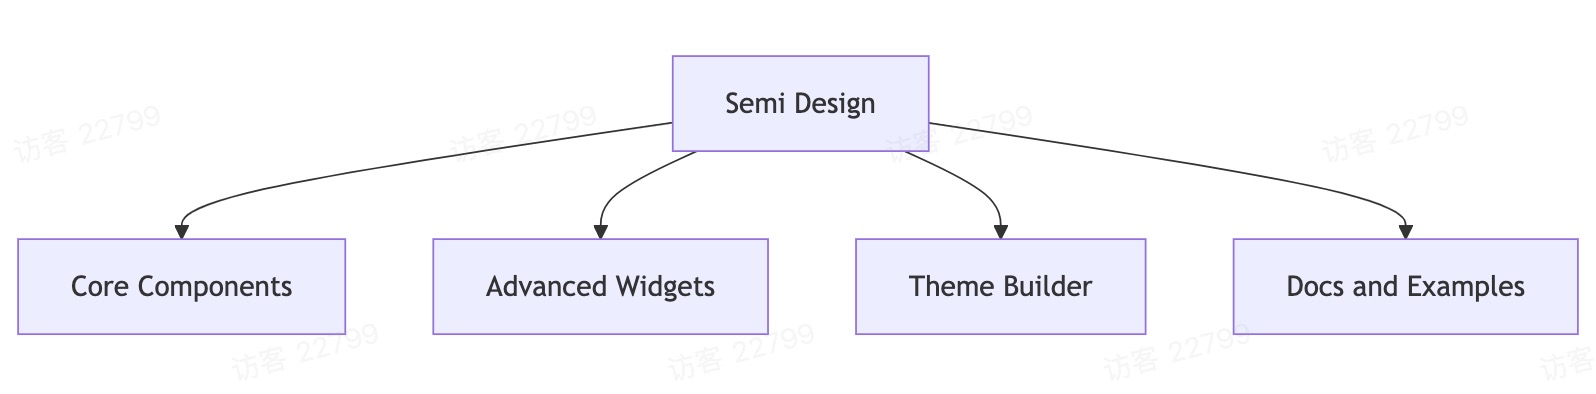 Semi Design
访客 22799
访客 22799
访客 22799
访客 22799
Core Components
Advanced Widgets
Theme Builder
Docs and Examples
访客 22799
访客 22799
访客 22799
访客